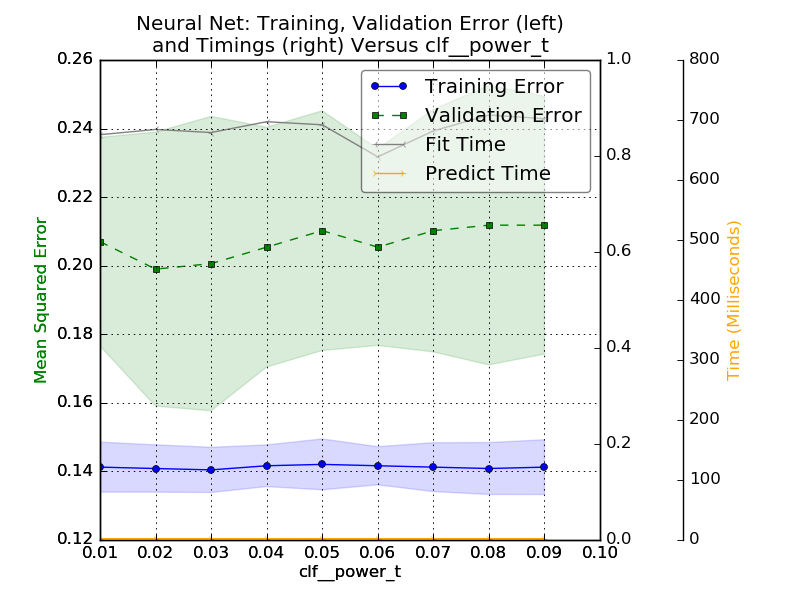 Neural Net: Training, Validation Error (left)
and Timings (right) Versus clf__power_t
Training Error
Validation Error
Fit Time
Predict Time
Mean Squared Error
0.26
0.24
0.22
0.20
0.18
0.16
0.14
0.12
0.01 0.02 0.03 0.04 0.05 0.06 0.07 0.08 0.09 0.10
clf__power_t
1.0
0.8
0.6
0.4
0.2
0.0
800
700
600
500
400
300
200
100
0
Time (Milliseconds)